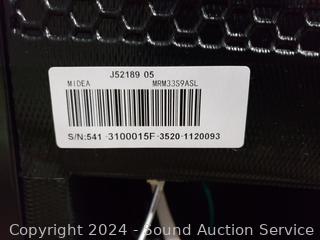 J52189 05
MIDEA MRM33S9ASL
S/N:541 -3100015F-3520-1120093
Copyright 2024 - Sound Auction Service